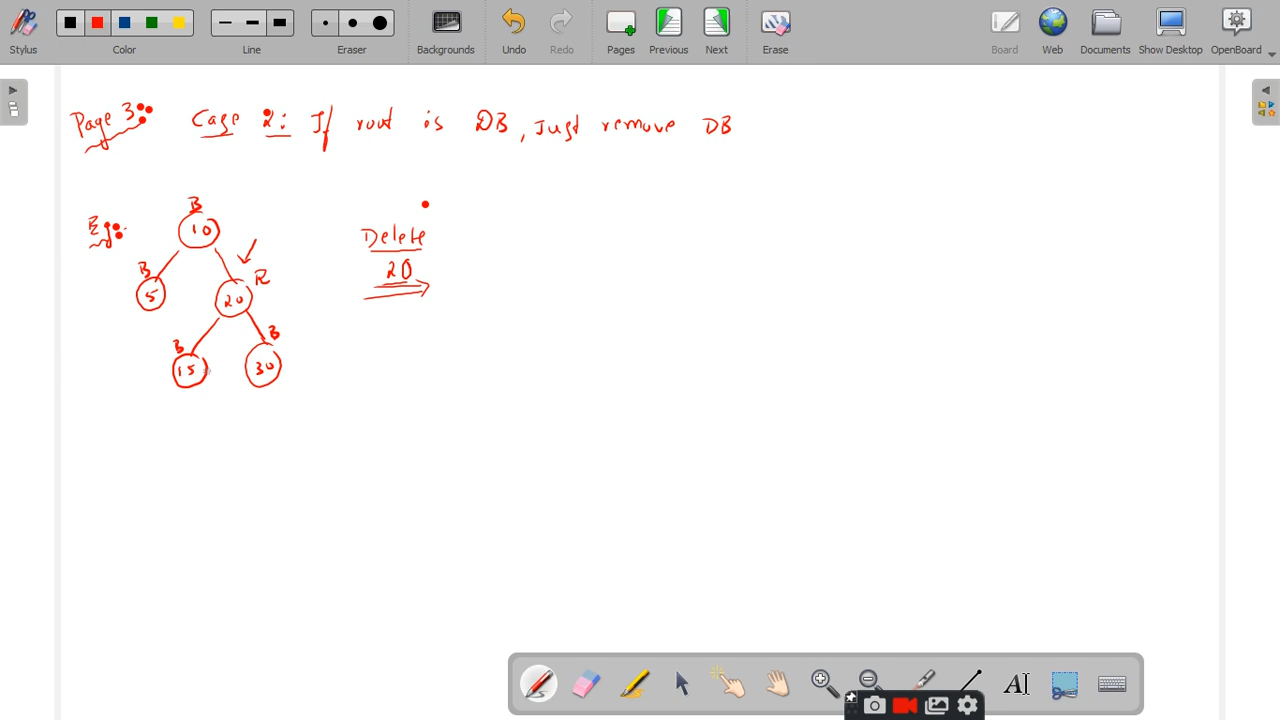 Stylus Color Line Eraser Backgrounds Undo Redo Pages Previous Next Erase Board Web Documents Show Desktop OpenBoard
Page 3: Case 2: If root is DB, Just remove DB
Eg:
B
10
B
5
R
20
B
15
B
30
Delete
20
A